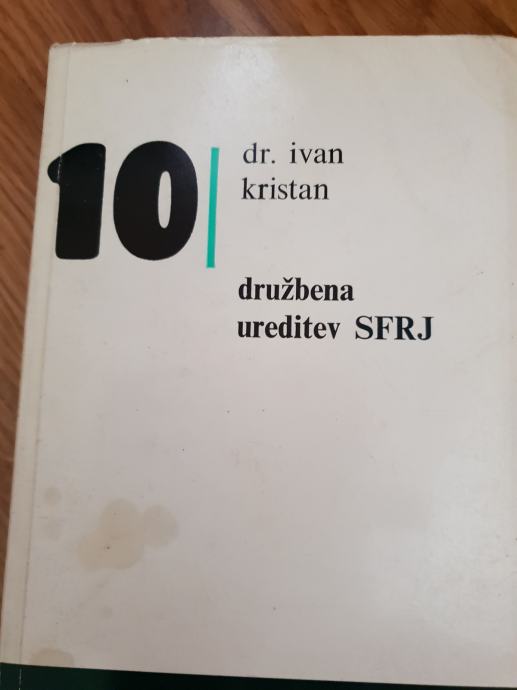 10
dr. ivan
kristan
družbena
ureditev SFRJ